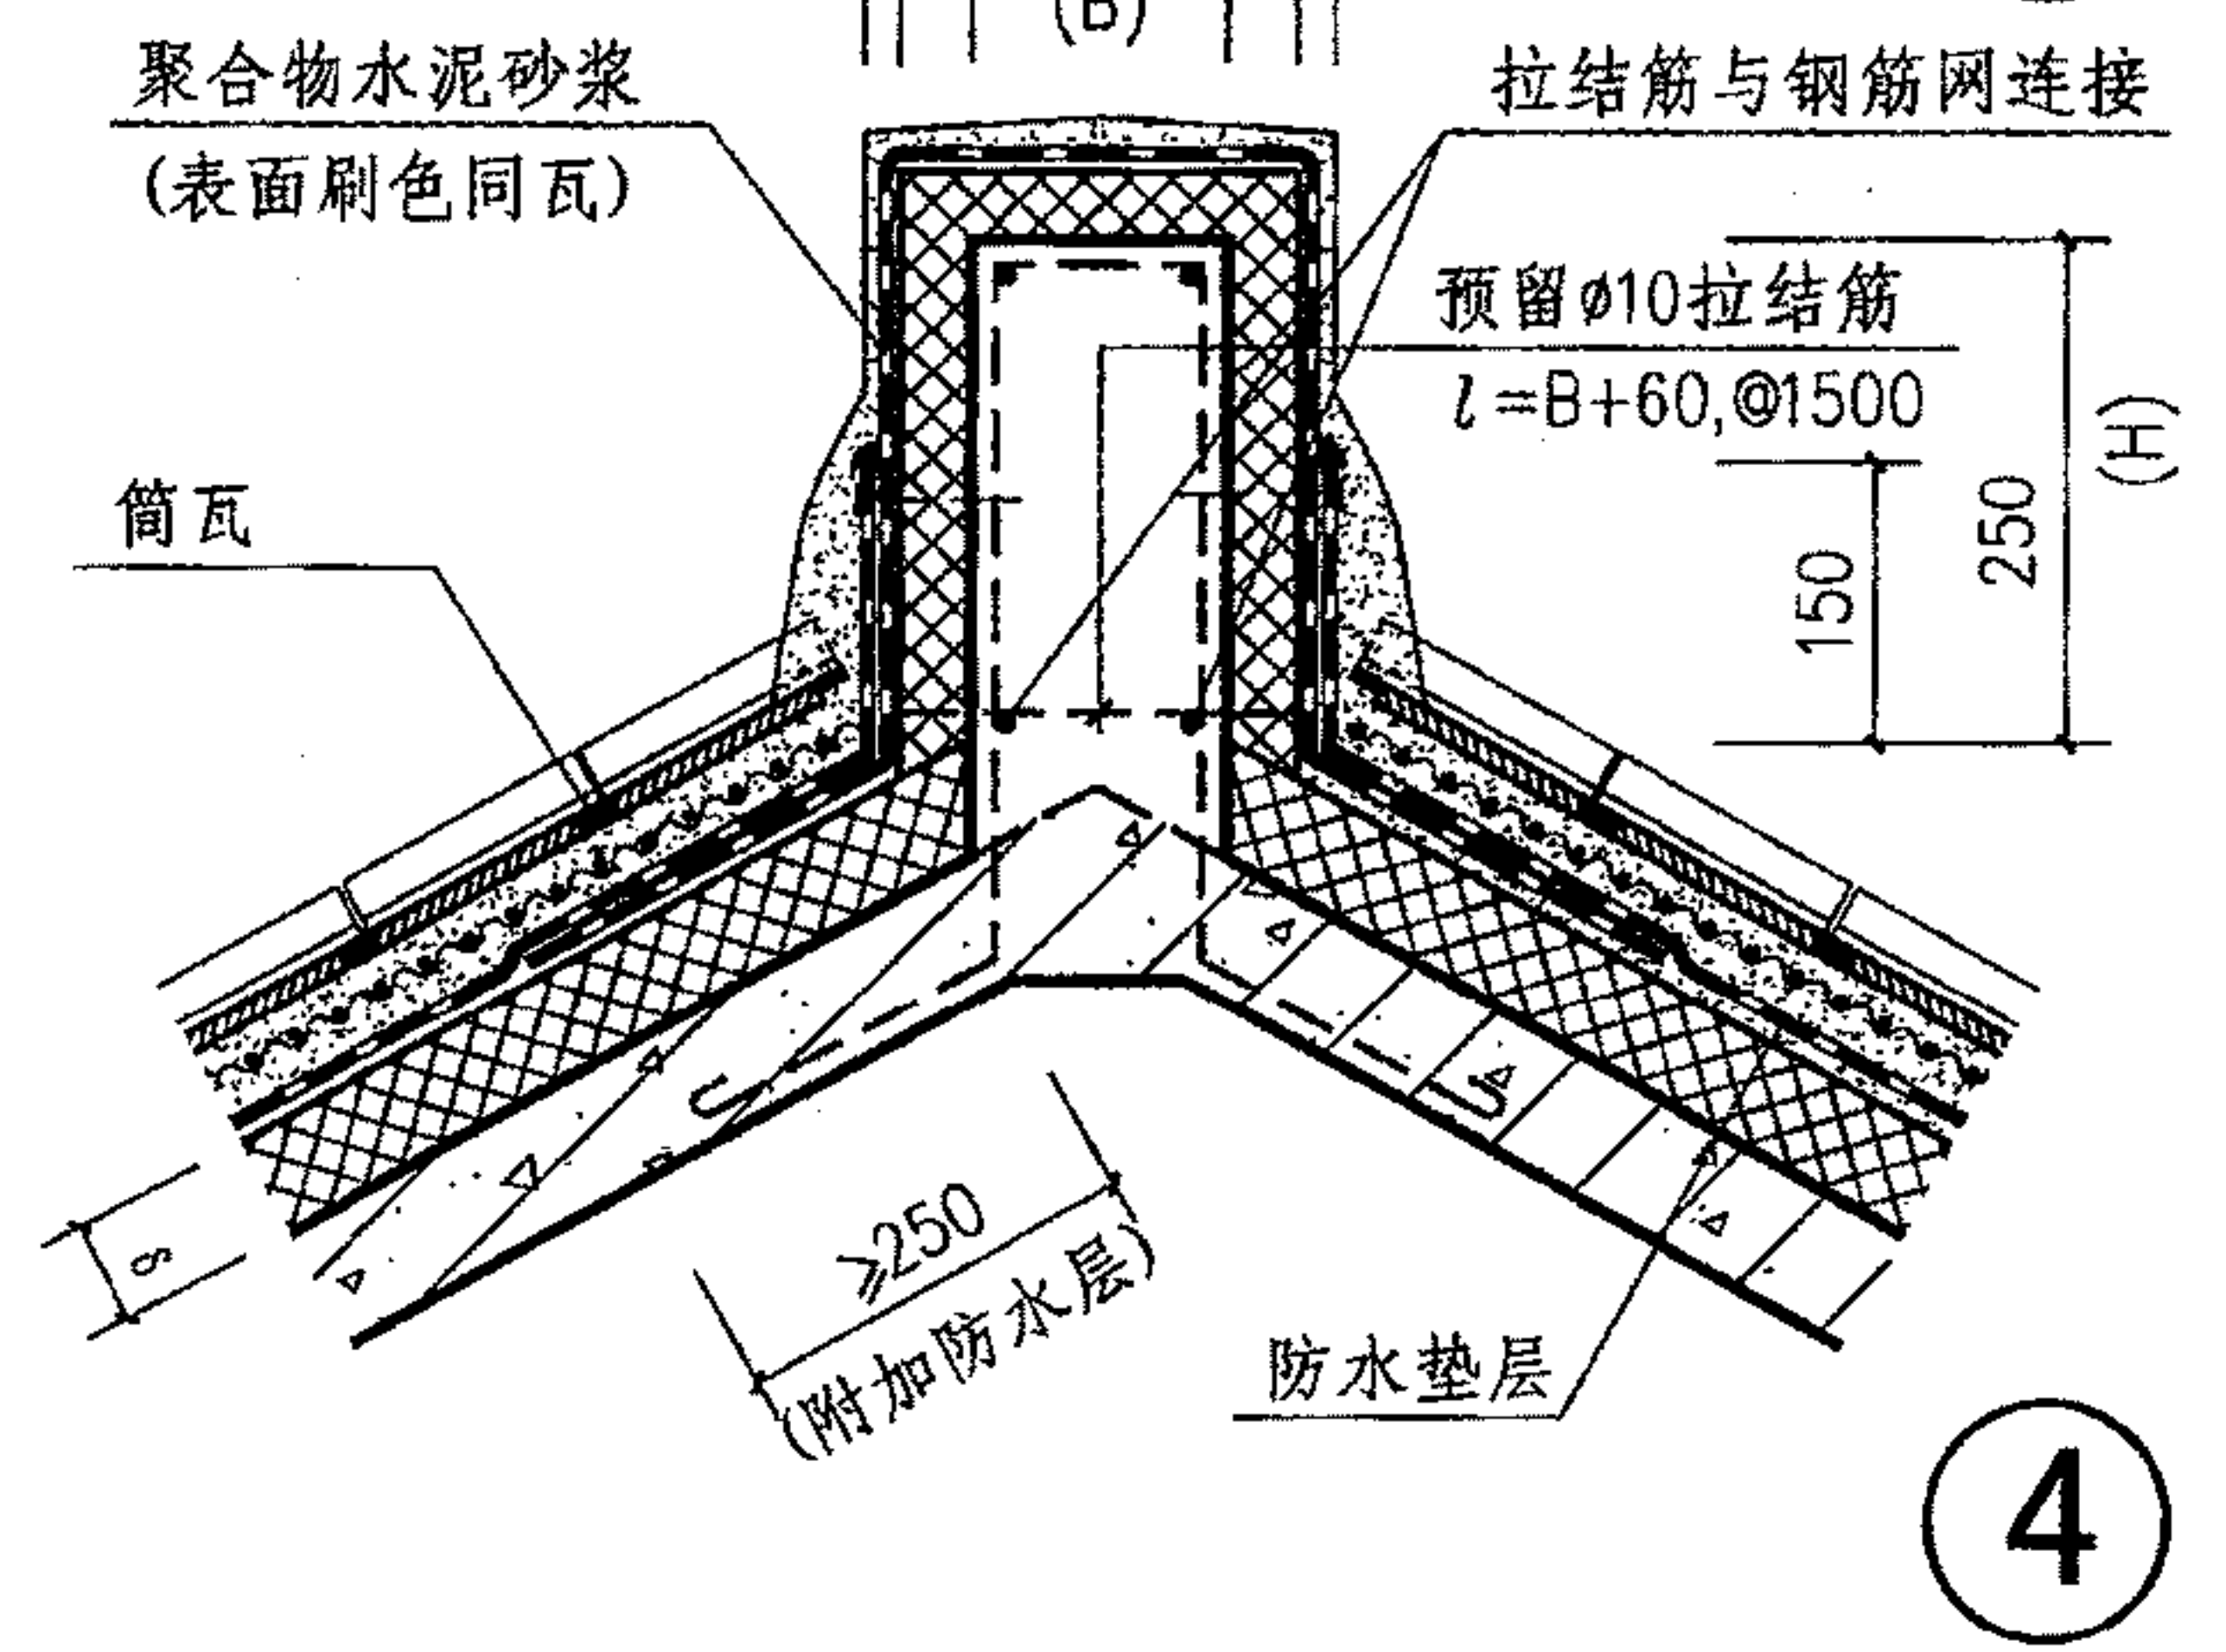 (B)
聚合物水泥砂浆
(表面刷色同瓦)
拉结筋与钢筋网连接
预留ø10拉结筋
l=B+60,@1500
筒瓦
150
250
(H)
δ
≥250
(附加防水层)
防水垫层
4